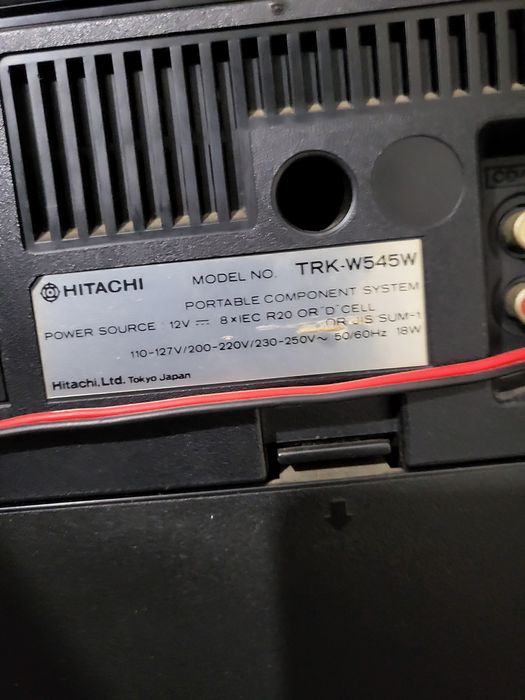 HITACHI MODEL NO. TRK-W545W
PORTABLE COMPONENT SYSTEM
POWER SOURCE : 12V ⎓ 8×IEC R20 OR "D" CELL
OR JIS SUM-1
110-127V/200-220V/230-250V~ 50/60Hz 18W
Hitachi, Ltd. Tokyo Japan